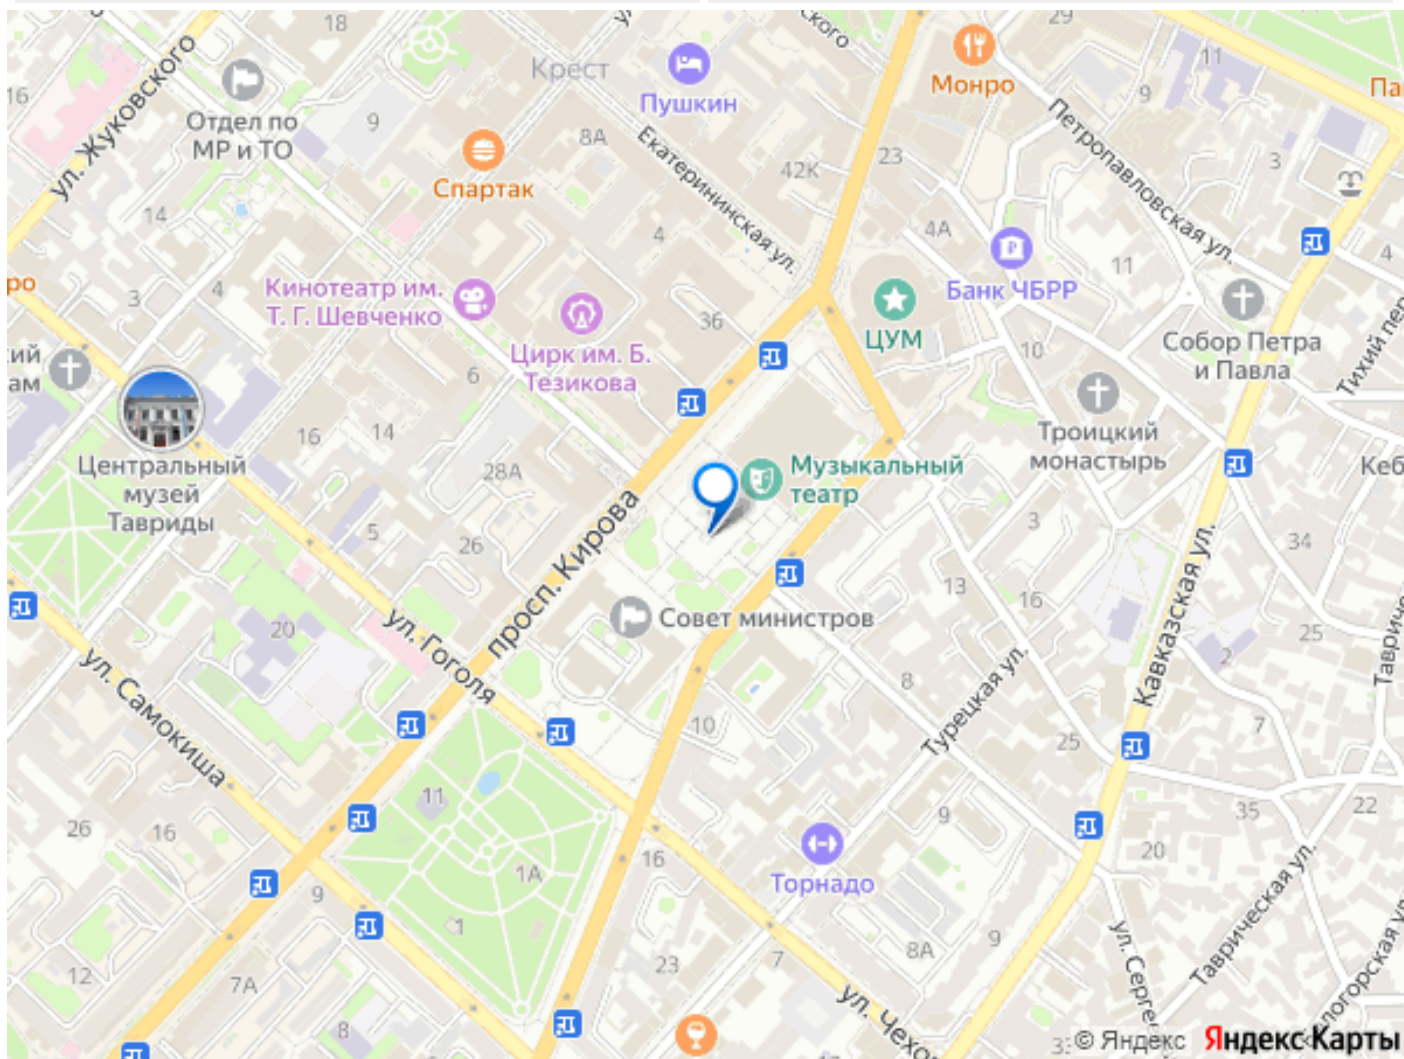 18
29
16
ул. Жуковского
Отдел по
МР и ТО
9
Крест
Пушкин
8А
Екатерининская ул.
Спартак
42К
23
Монро
11
9
Петропавловская ул.
3
14
4
4А
11
Банк ЧБРР
4
3
4
Кинотеатр им.
Т. Г. Шевченко
Цирк им. Б.
Тезикова
36
ЦУМ
10
Собор Петра
и Павла
6
Троицкий
монастырь
16
14
28А
Центральный
музей
Тавриды
5
26
просп. Кирова
Музыкальный
театр
3
34
13
16
Совет министров
Кавказская ул.
25
2
20
ул. Гоголя
ул. Самокиша
8
Турецкая ул.
10
25
7
11
1А
1
26
16
9
9
35
22
16
Торнадо
20
Таврическая ул.
12
7А
8
23
7
8А
9
© Яндекс Яндекс Карты